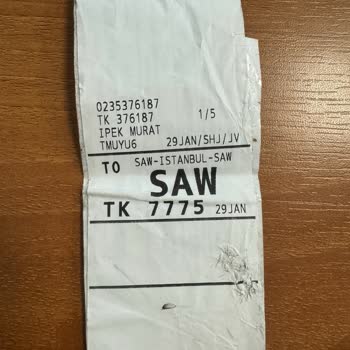 0235376187
TK 376187 1/5
IPEK MURAT
TMUYU6 29JAN/SHJ/JV
TO SAW-ISTANBUL-SAW
SAW
TK 7775 29JAN